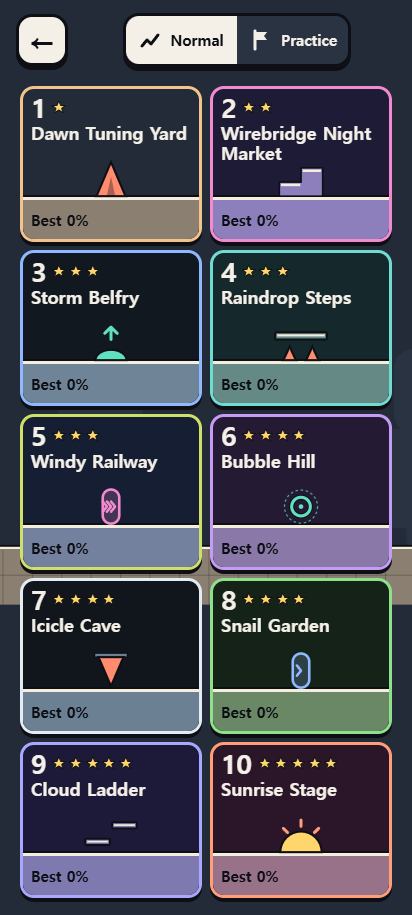 Normal
Practice
1
Dawn Tuning Yard
Best 0%
2
Wirebridge Night
Market
Best 0%
3
Storm Belfry
Best 0%
4
Raindrop Steps
Best 0%
5
Windy Railway
Best 0%
6
Bubble Hill
Best 0%
7
Icicle Cave
Best 0%
8
Snail Garden
Best 0%
9
Cloud Ladder
Best 0%
10
Sunrise Stage
Best 0%